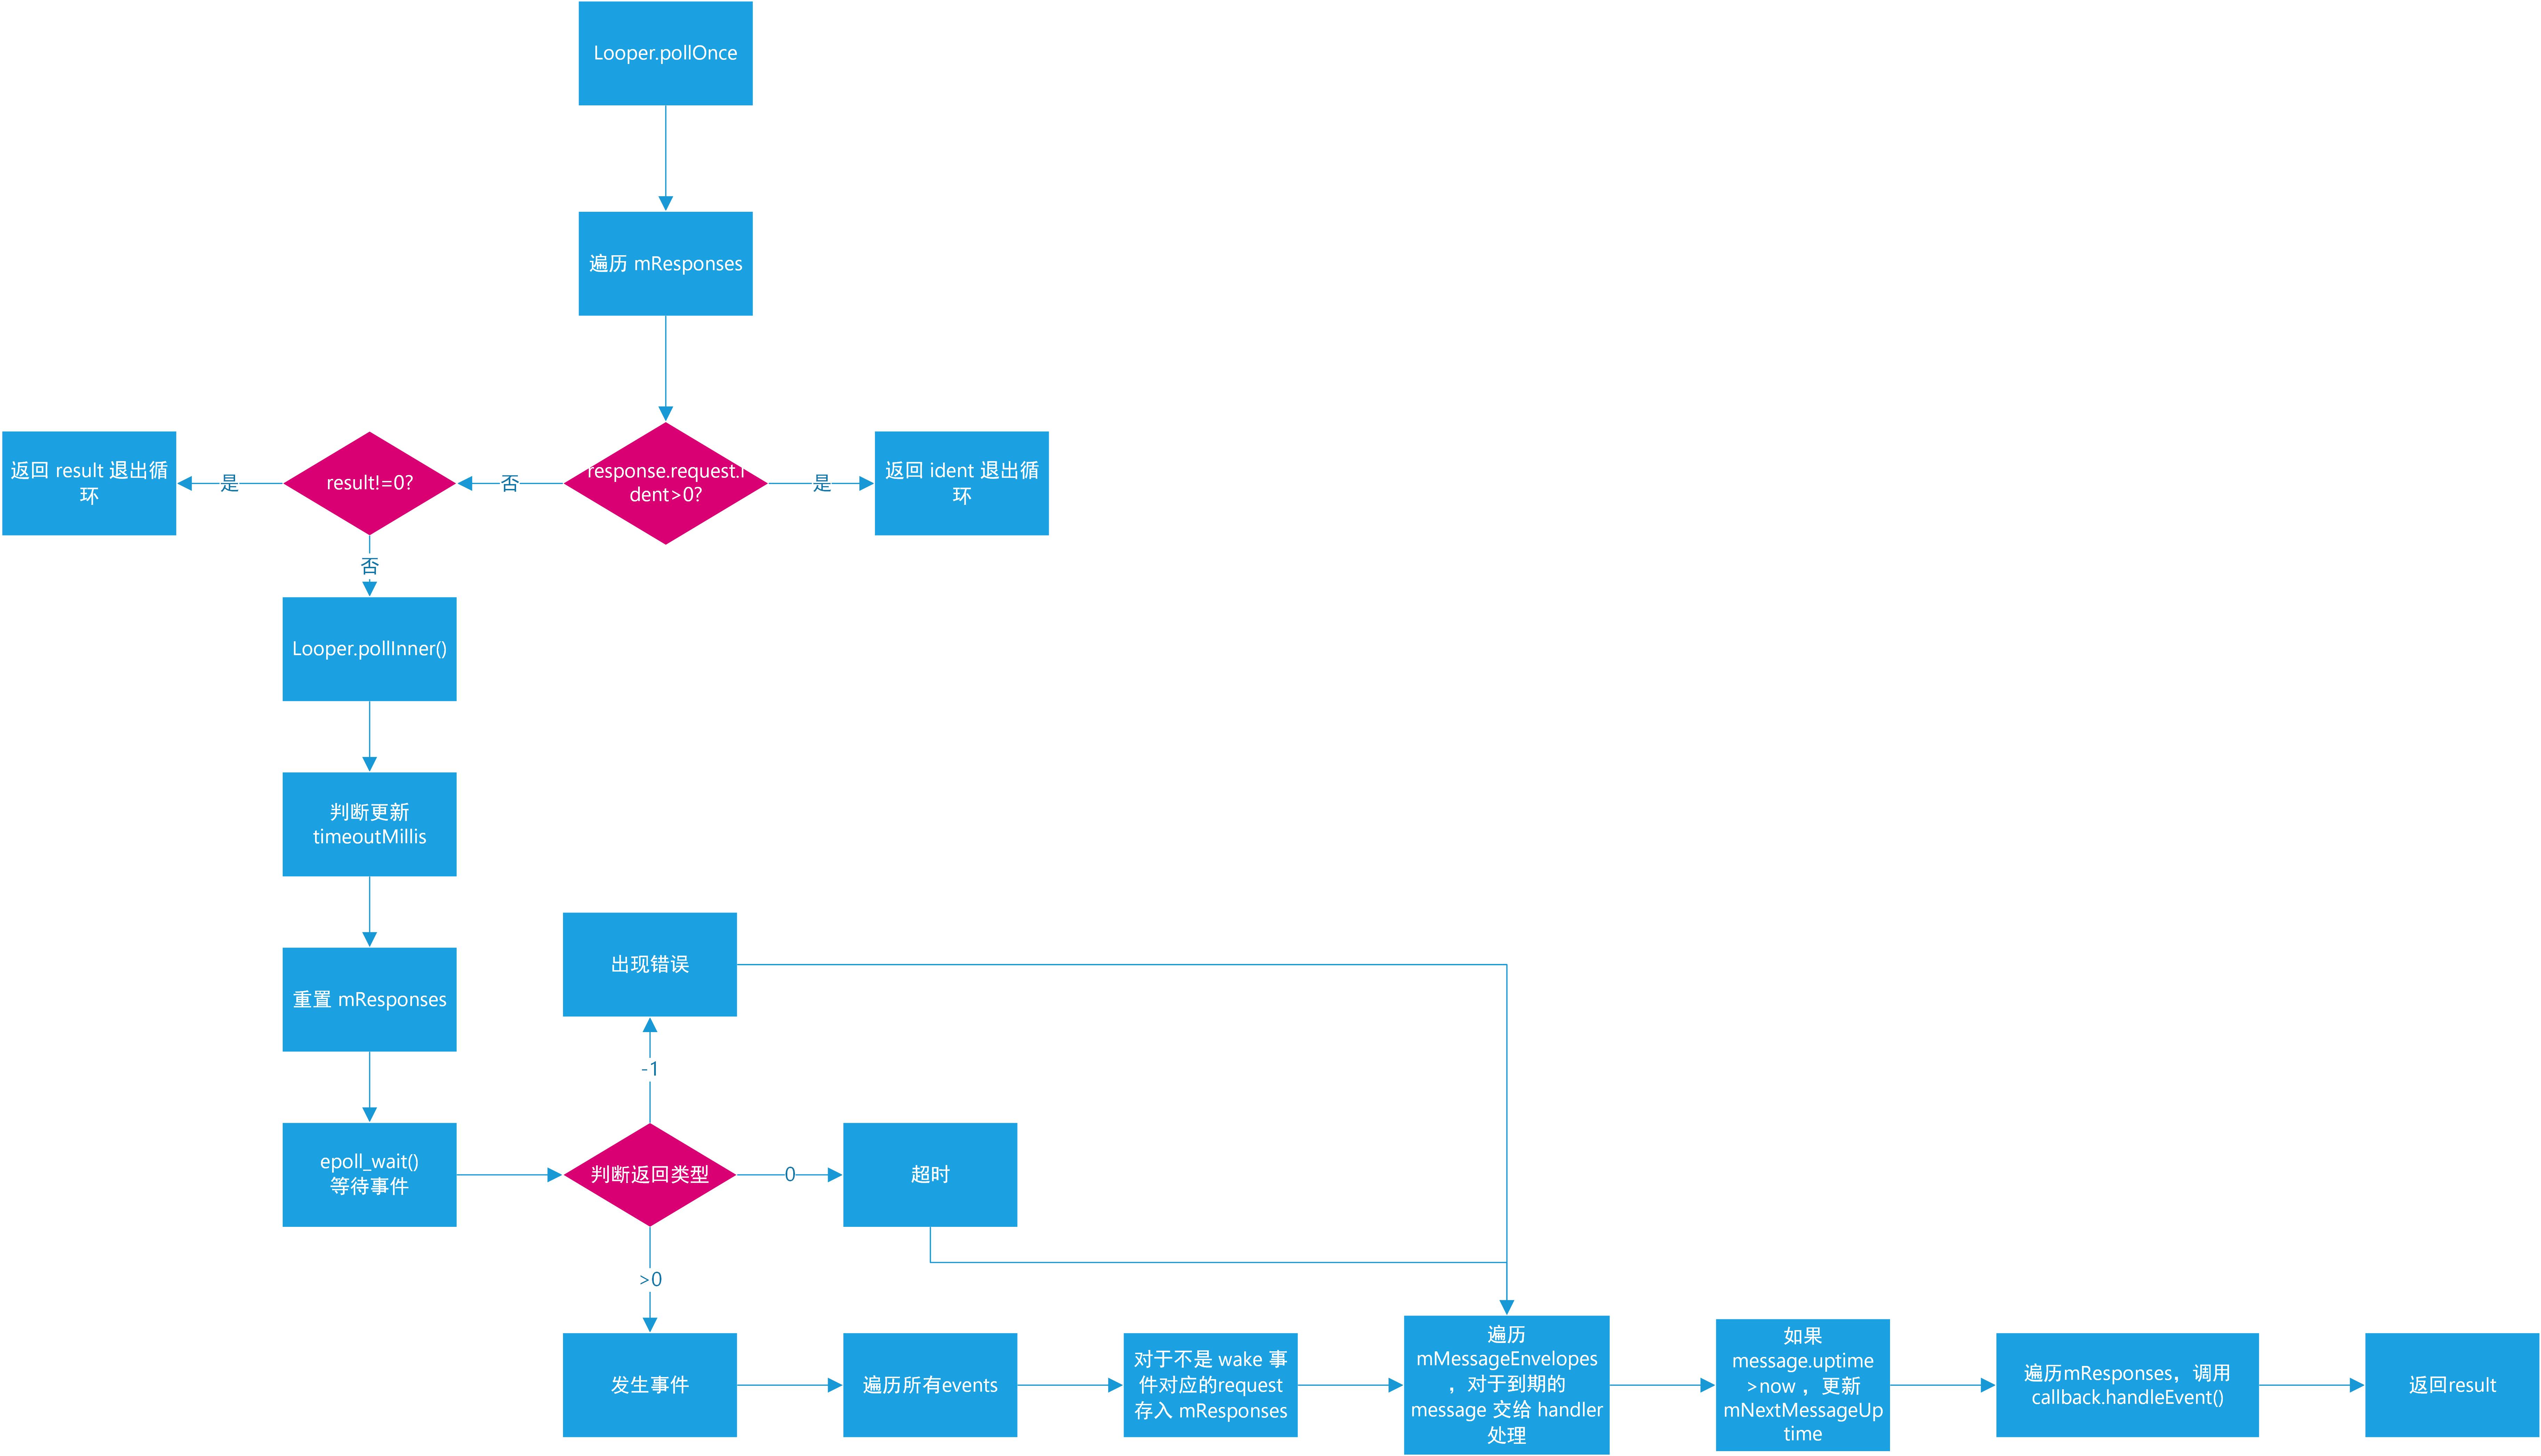 Looper.pollOnce
遍历 mResponses
返回 result 退出循
环
是
result!=0?
否
response.request.i
dent>0?
是
返回 ident 退出循
环
否
Looper.pollInner()
判断更新
timeoutMillis
重置 mResponses
出现错误
-1
epoll_wait()
等待事件
判断返回类型
0
超时
>0
发生事件
遍历所有events
对于不是 wake 事
件对应的request
存入 mResponses
遍历
mMessageEnvelopes
，对于到期的
message 交给 handler
处理
如果
message.uptime
>now ，更新
mNextMessageUp
time
遍历mResponses，调用
callback.handleEvent()
返回result